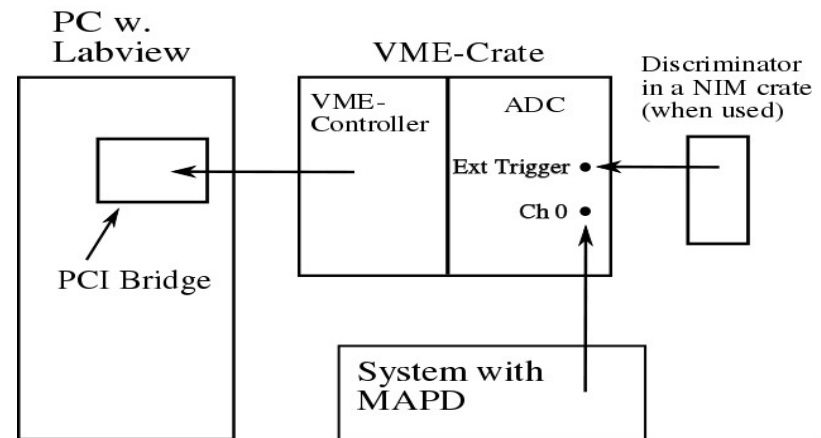 PC w.
Labview
VME-Crate
Discriminator
in a NIM crate
(when used)
VME-
Controller
ADC
Ext Trigger
Ch 0
PCI Bridge
System with
MAPD